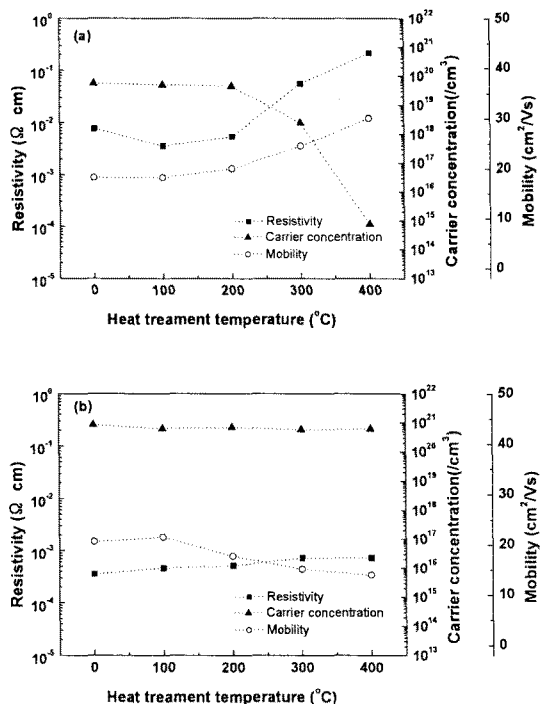 (a)
10^0
10^-1
10^-2
10^-3
10^-4
10^-5
Resistivity (Ω cm)
Resistivity
Carrier concentration
Mobility
0 100 200 300 400
Heat treament temperature (°C)
10^22
10^21
10^20
10^19
10^18
10^17
10^16
10^15
10^14
10^13
Carrier concentration(/cm^3)
50
40
30
20
10
0
Mobility (cm^2/Vs)
(b)
10^0
10^-1
10^-2
10^-3
10^-4
10^-5
Resistivity (Ω cm)
Resistivity
Carrier concentration
Mobility
0 100 200 300 400
Heat treament temperature (°C)
10^22
10^21
10^20
10^19
10^18
10^17
10^16
10^15
10^14
10^13
Carrier concentration(/cm^3)
50
40
30
20
10
0
Mobility (cm^2/Vs)